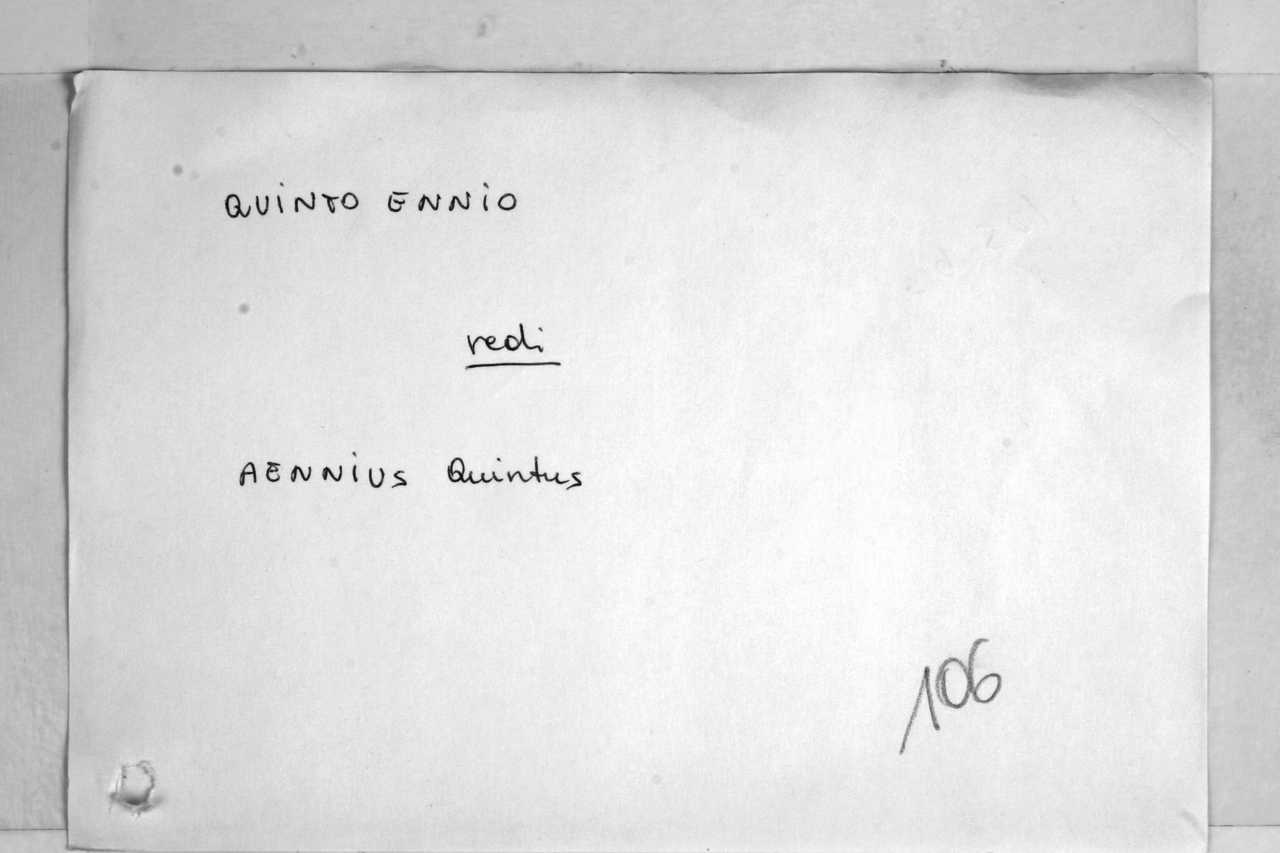 QUINTO ENNIO
vedi
AENNIUS Quintus
106